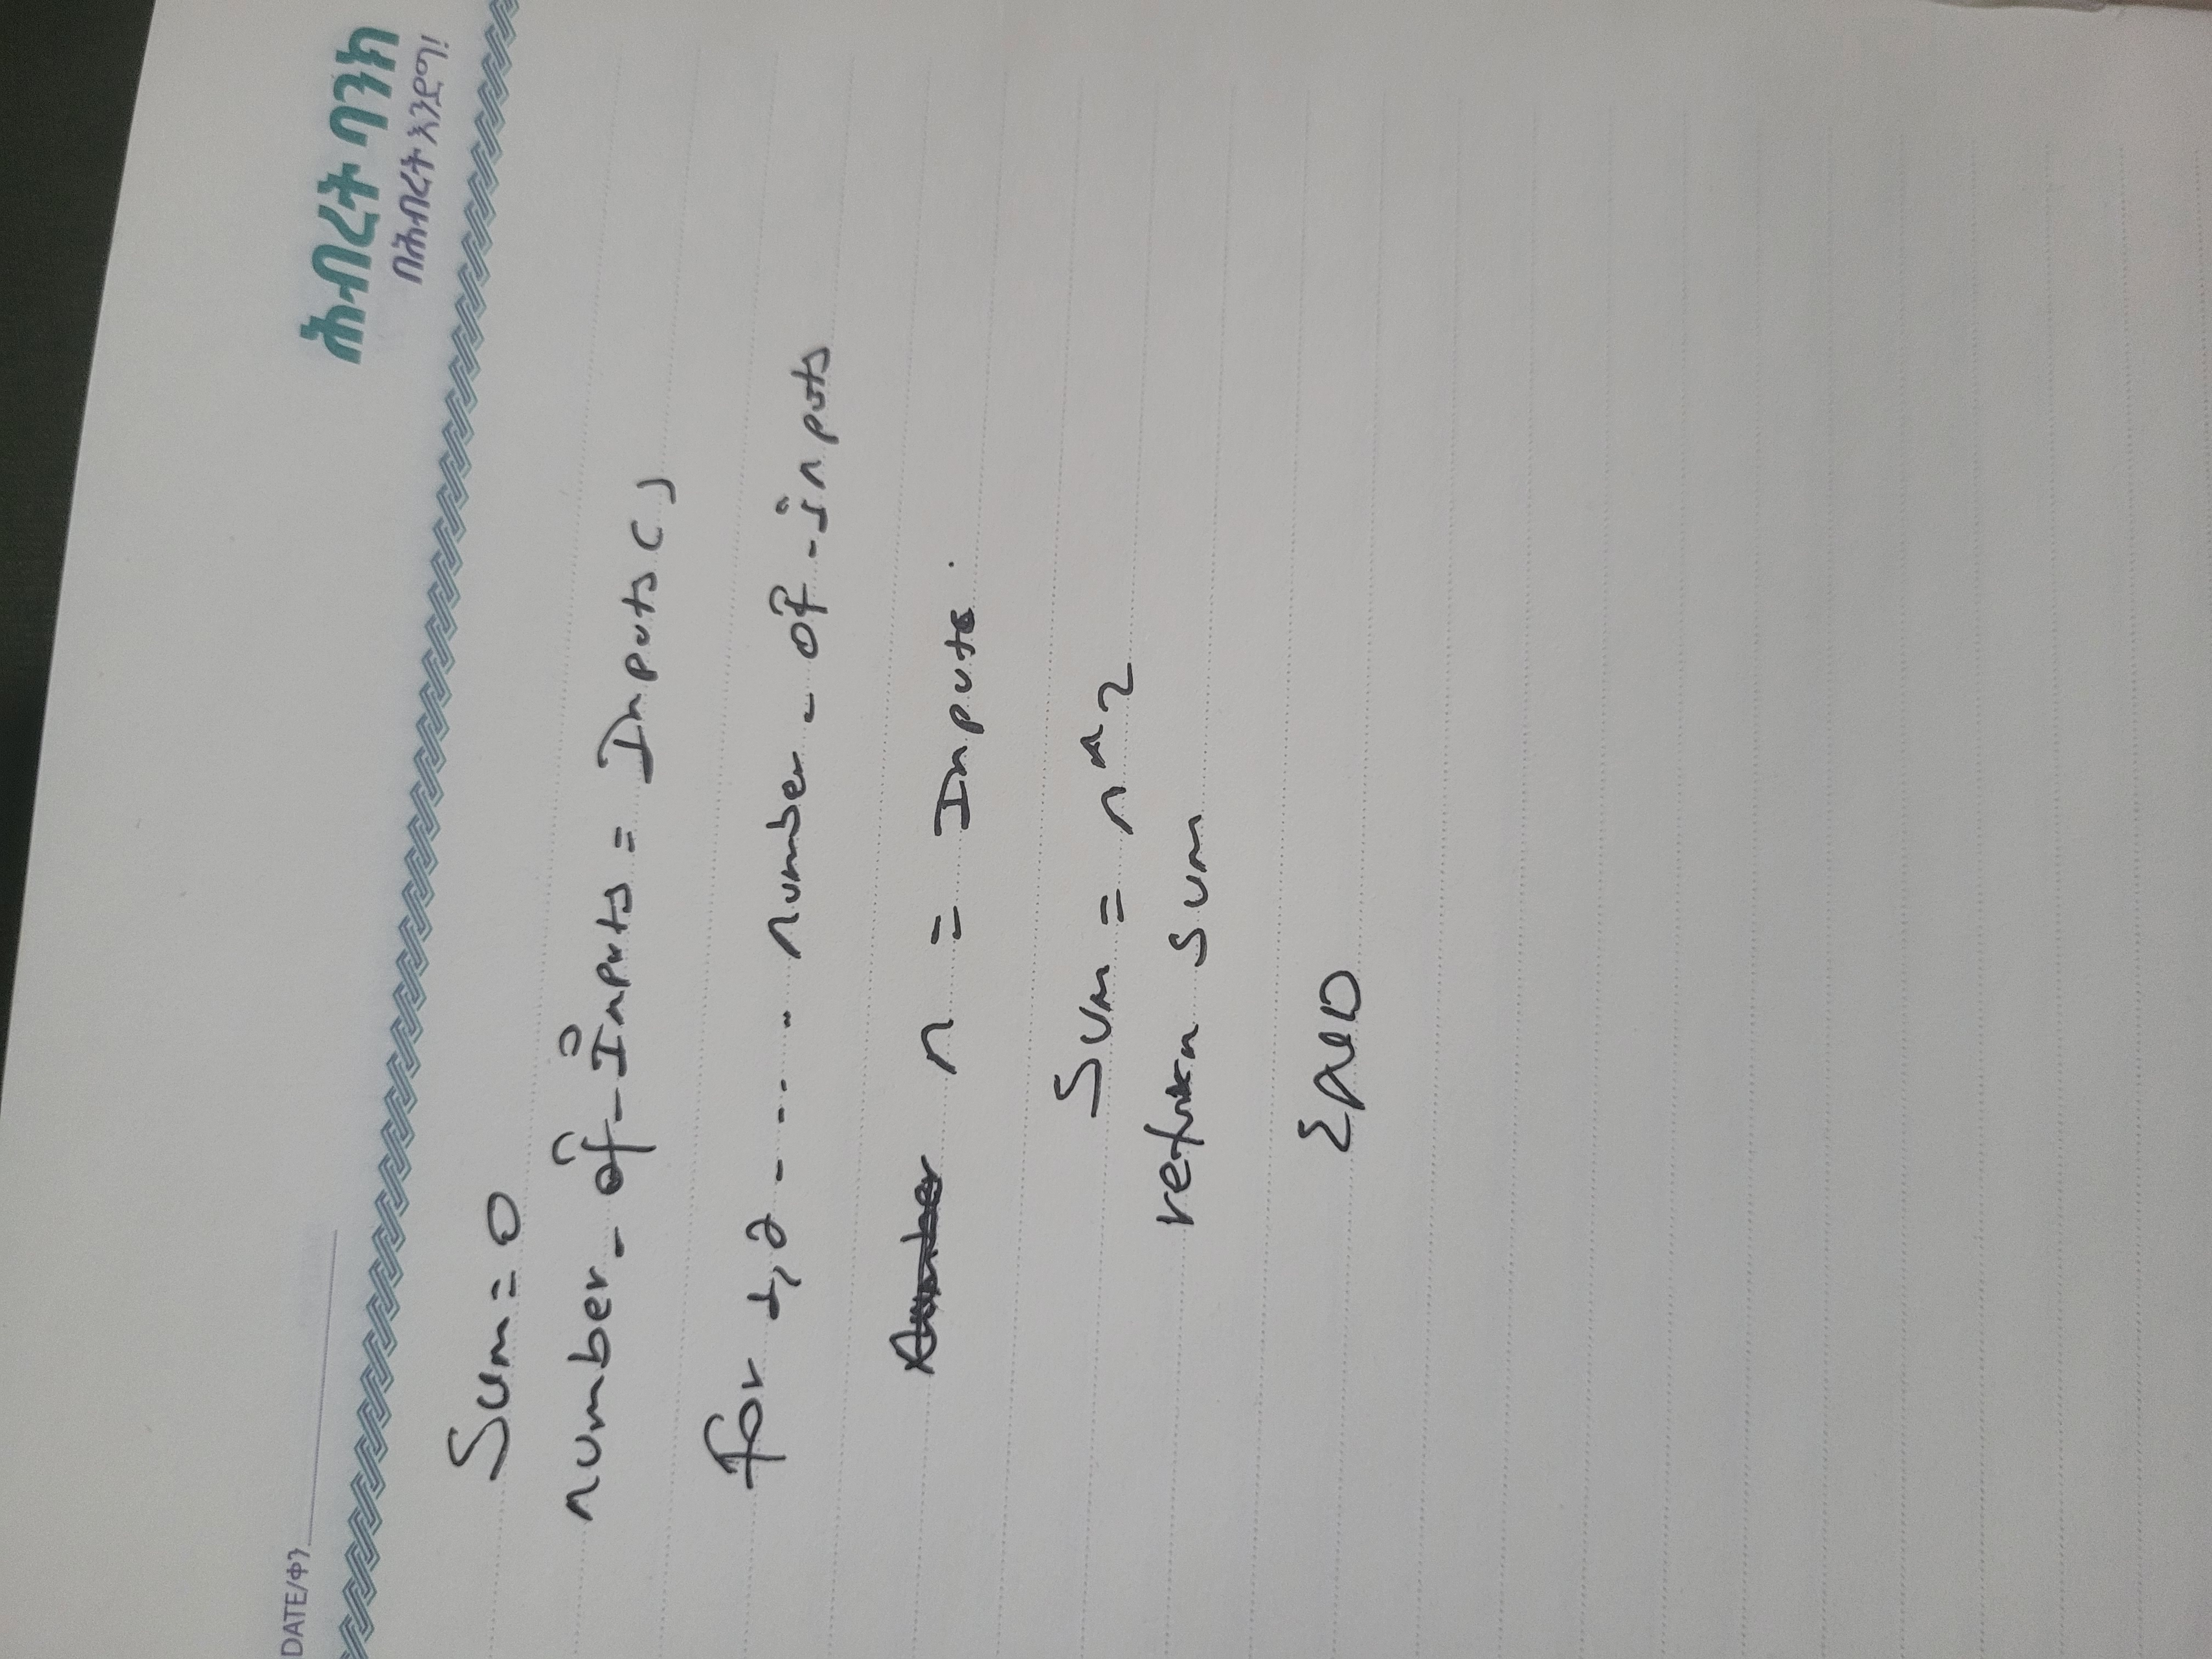 DATE/ቀን
ሕብረት ባንክ
በሕብረት እንደግ!
Sum = 0
number_of_Inputs = Inputs()
for 1,2 - .... number_of_inputs
n = Inputs
Sum = n^2
return sum
END